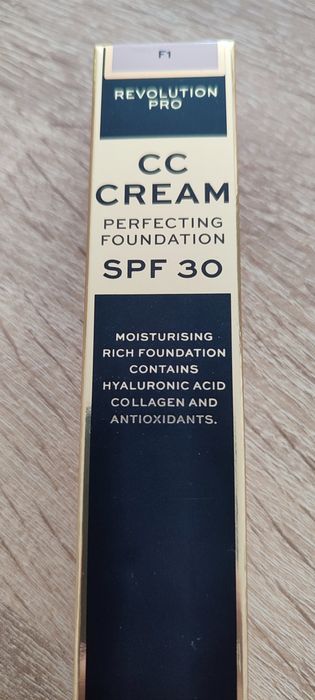 F1
REVOLUTION
PRO
CC
CREAM
PERFECTING
FOUNDATION
SPF 30
MOISTURISING
RICH FOUNDATION
CONTAINS
HYALURONIC ACID
COLLAGEN AND
ANTIOXIDANTS.